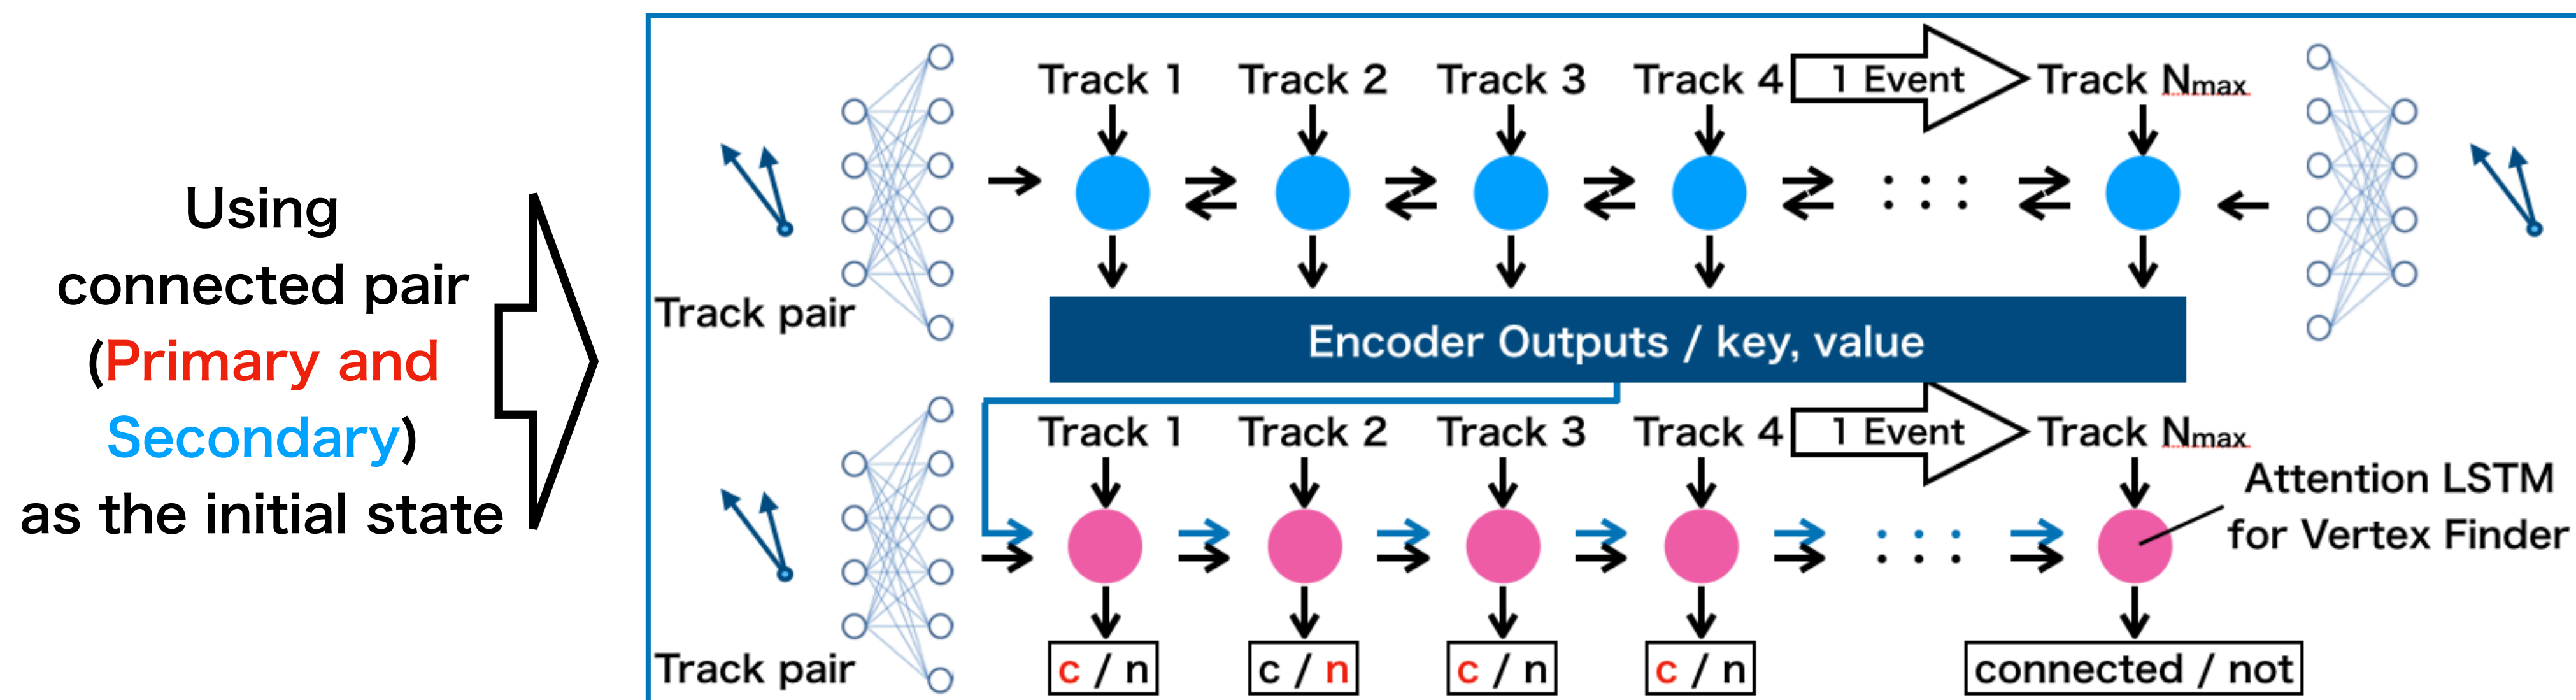 Using
connected pair
(Primary and
Secondary)
as the initial state
Track 1 Track 2 Track 3 Track 4 1 Event Track Nmax
Track pair
Encoder Outputs / key, value
Track 1 Track 2 Track 3 Track 4 1 Event Track Nmax
Attention LSTM
for Vertex Finder
Track pair
c / n c / n c / n c / n connected / not